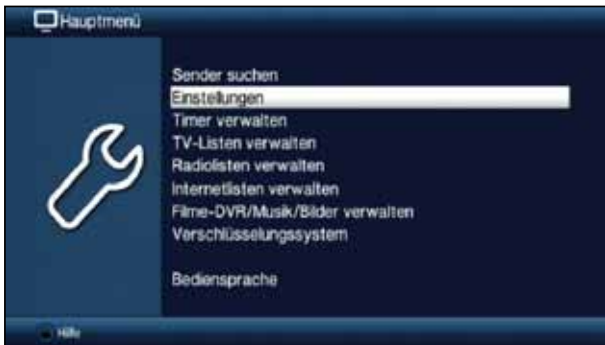 Hauptmenü
Sender suchen
Einstellungen
Timer verwalten
TV-Listen verwalten
Radiolisten verwalten
Internetlisten verwalten
Filme-DVR/Musik/Bilder verwalten
Verschlüsselungssystem
Bediensprache
Hilfe